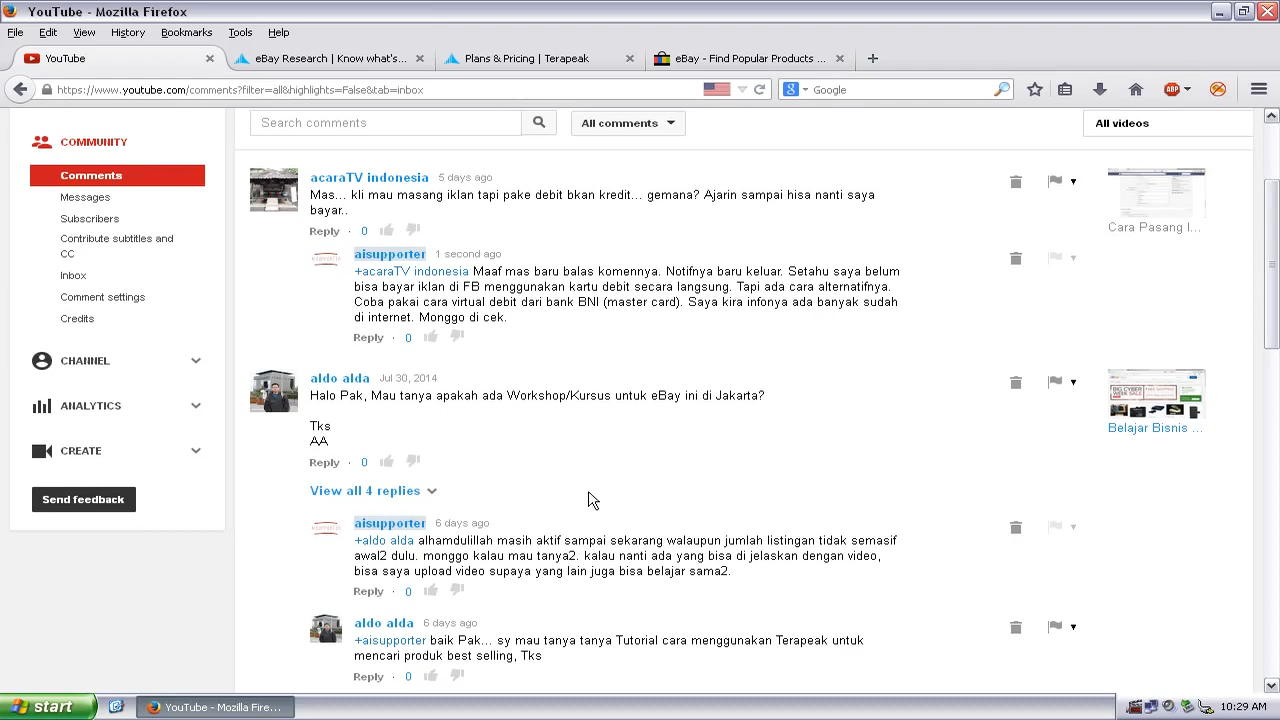 YouTube - Mozilla Firefox
File Edit View History Bookmarks Tools Help
YouTube
eBay Research | Know what's...
Plans & Pricing | Terapeak
eBay - Find Popular Products ...
https://www.youtube.com/comments?filter=all&highlights=False&tab=inbox
Google
ABP
COMMUNITY
Comments
Messages
Subscribers
Contribute subtitles and
CC
Inbox
Comment settings
Credits
CHANNEL
ANALYTICS
CREATE
Send feedback
Search comments
All comments
All videos
acaraTV indonesia 5 days ago
Mas.. kli mau masang iklan tapi pake debit bkan kredit... gemana? Ajarin sampai bisa nanti saya
bayar..
Reply · 0
Cara Pasang I...
aisupporter 1 second ago
+acaraTV indonesia Maaf mas baru balas komennya. Notifnya baru keluar. Setahu saya belum
bisa bayar iklan di FB menggunakan kartu debit secara langsung. Tapi ada cara alternatifnya.
Coba pakai cara virtual debit dari bank BNI (master card). Saya kira infonya ada banyak sudah
di internet. Monggo di cek.
Reply · 0
aldo alda Jul 30, 2014
Halo Pak, Mau tanya apakah ada Workshop/Kursus untuk eBay ini di Jakarta?
Tks
AA
Reply · 0
BIG CYBER
WEEK SALE
Belajar Bisnis ...
View all 4 replies
aisupporter 6 days ago
+aldo alda alhamdulillah masih aktif sampai sekarang walaupun jumlah listingan tidak semasif
awal2 dulu. monggo kalau mau tanya2. kalau nanti ada yang bisa di jelaskan dengan video,
bisa saya upload video supaya yang lain juga bisa belajar sama2.
Reply · 0
aldo alda 6 days ago
+aisupporter baik Pak... sy mau tanya tanya Tutorial cara menggunakan Terapeak untuk
mencari produk best selling, Tks
Reply · 0
start
YouTube - Mozilla Fire...
10:29 AM